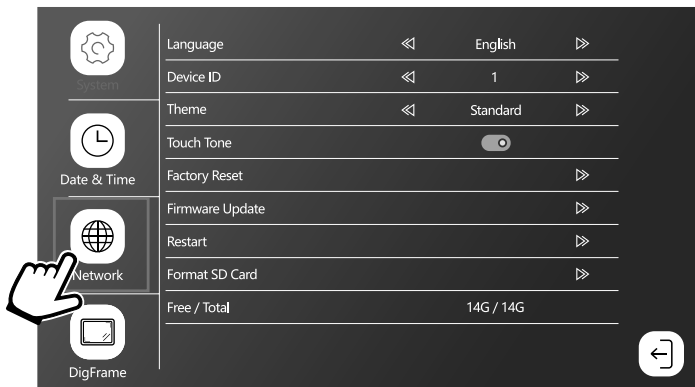 System
Date & Time
Network
DigFrame
Language English
Device ID 1
Theme Standard
Touch Tone
Factory Reset
Firmware Update
Restart
Format SD Card
Free / Total 14G / 14G